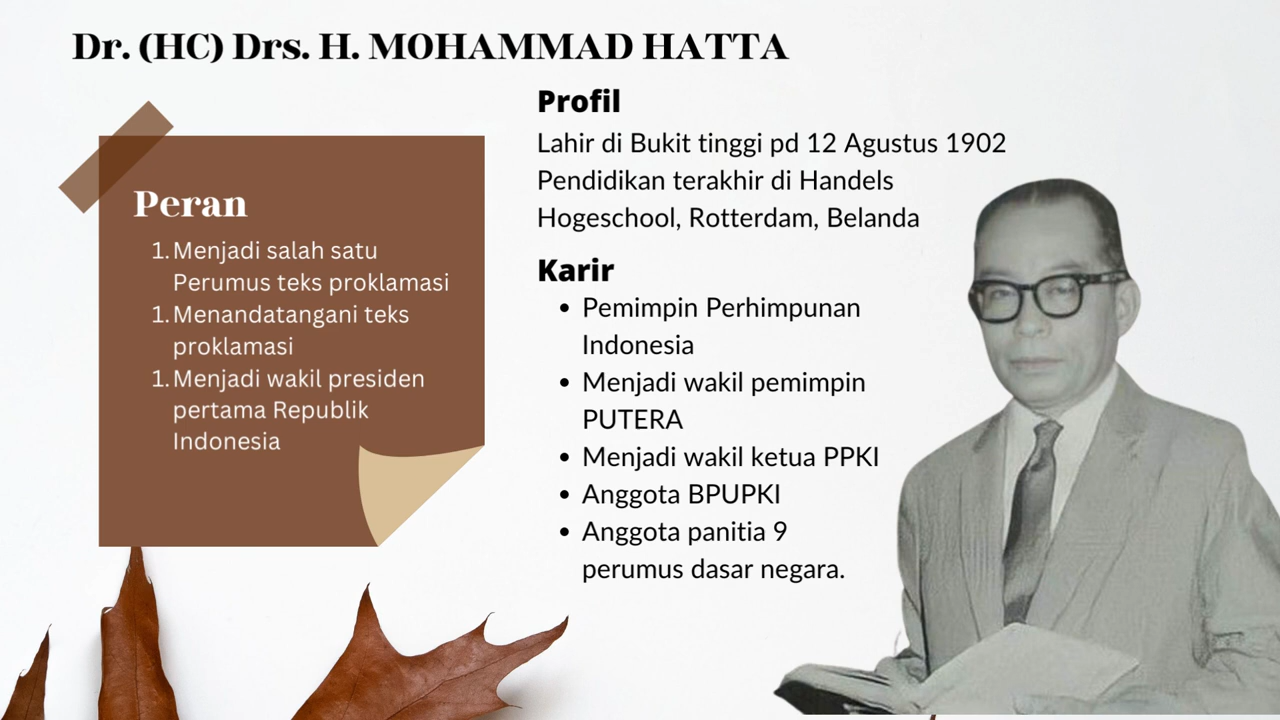 Dr. (HC) Drs. H. MOHAMMAD HATTA
Peran
1. Menjadi salah satu
Perumus teks proklamasi
1. Menandatangani teks
proklamasi
1. Menjadi wakil presiden
pertama Republik
Indonesia
Profil
Lahir di Bukit tinggi pd 12 Agustus 1902
Pendidikan terakhir di Handels
Hogeschool, Rotterdam, Belanda
Karir
• Pemimpin Perhimpunan
Indonesia
• Menjadi wakil pemimpin
PUTERA
• Menjadi wakil ketua PPKI
• Anggota BPUPKI
• Anggota panitia 9
perumus dasar negara.